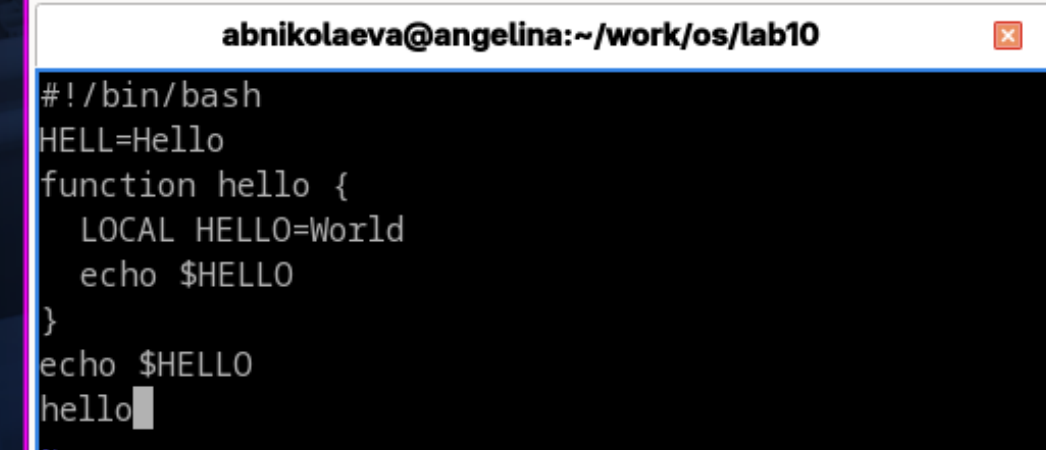 abnikolaeva@angelina:~/work/os/lab10
#!/bin/bash
HELL=Hello
function hello {
  LOCAL HELLO=World
  echo $HELLO
}
echo $HELLO
hello